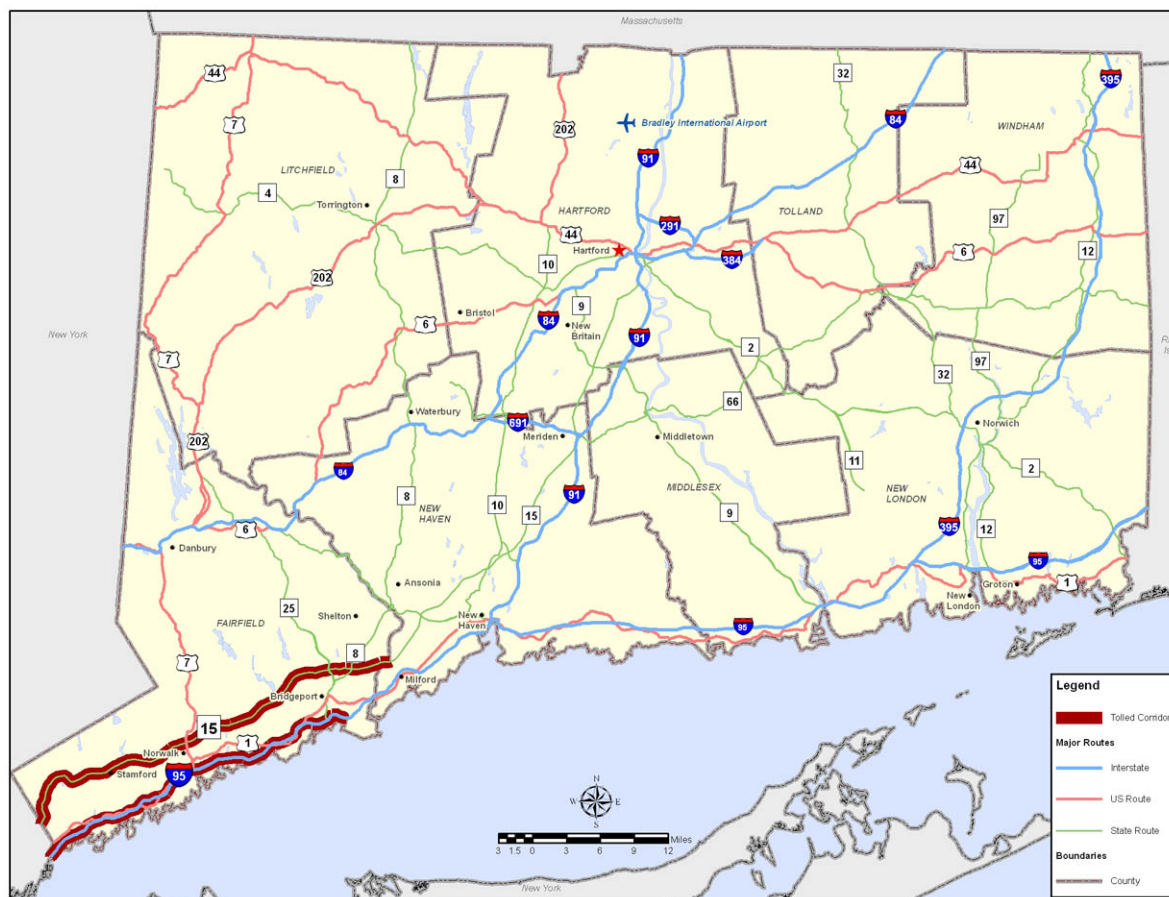 Massachusetts
44
7
202
32
395
84
Bradley International Airport
WINDHAM
91
LITCHFIELD
8
4
Torrington
44
97
HARTFORD
TOLLAND
291
44
Hartford
10
384
6
12
202
9
Bristol
84
New
Britain
6
91
New York
2
7
97
32
66
Waterbury
691
Meriden
Middletown
Norwich
202
84
11
2
8
NEW
HAVEN
10
15
91
MIDDLESEX
9
NEW
LONDON
395
12
6
Danbury
95
Ansonia
Groton
1
New
London
25
Shelton
New
Haven
FAIRFIELD
95
8
7
Milford
Bridgeport
15
1
Norwalk
Stamford
95
N
W
E
S
Miles
3 1.5 0 3 6 9 12
New York
Legend
Tolled Corridor
Major Routes
Interstate
US Route
State Route
Boundaries
County